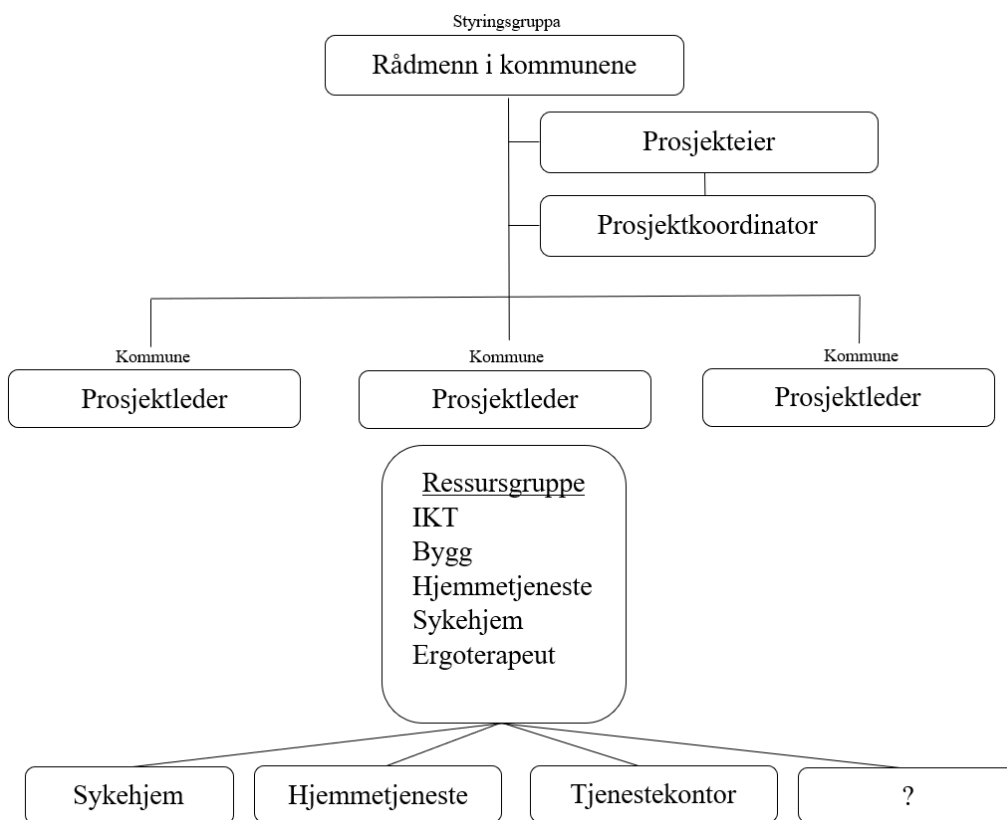 Styringsgruppa
Rådmenn i kommunene
Prosjekteier
Prosjektkoordinator
Kommune
Prosjektleder
Kommune
Prosjektleder
Kommune
Prosjektleder
Ressursgruppe
IKT
Bygg
Hjemmetjeneste
Sykehjem
Ergoterapeut
Sykehjem
Hjemmetjeneste
Tjenestekontor
?